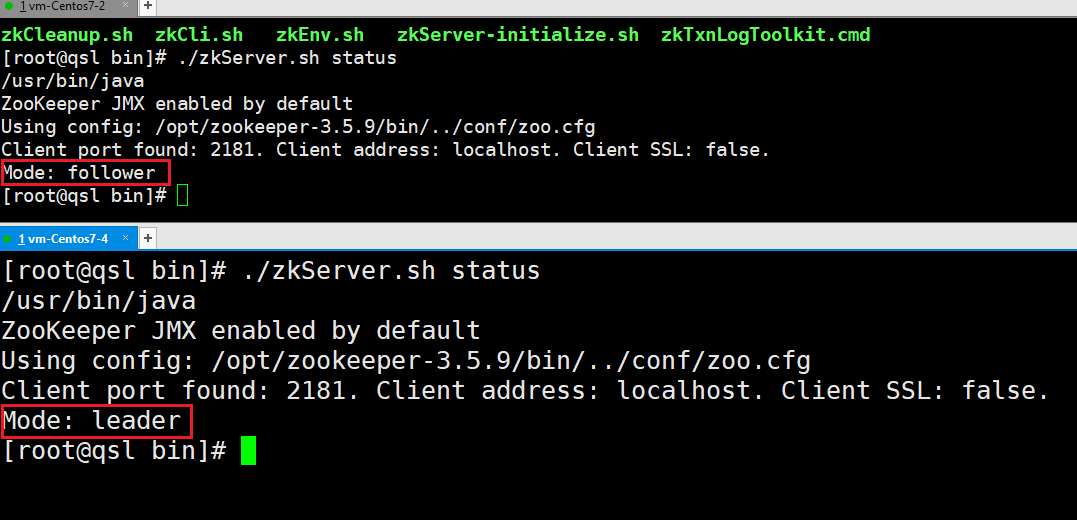 1 vm-Centos7-2 × +
zkCleanup.sh zkCli.sh zkEnv.sh zkServer-initialize.sh zkTxnLogToolkit.cmd
[root@qsl bin]# ./zkServer.sh status
/usr/bin/java
ZooKeeper JMX enabled by default
Using config: /opt/zookeeper-3.5.9/bin/../conf/zoo.cfg
Client port found: 2181. Client address: localhost. Client SSL: false.
Mode: follower
[root@qsl bin]#
1 vm-Centos7-4 × +
[root@qsl bin]# ./zkServer.sh status
/usr/bin/java
ZooKeeper JMX enabled by default
Using config: /opt/zookeeper-3.5.9/bin/../conf/zoo.cfg
Client port found: 2181. Client address: localhost. Client SSL: false.
Mode: leader
[root@qsl bin]#